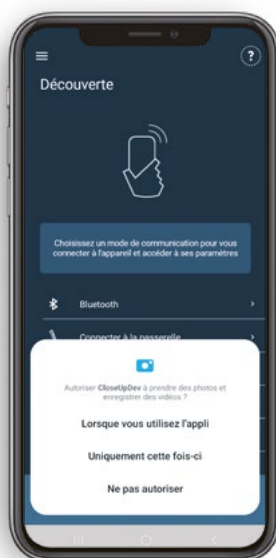 ?
Découverte
Choisissez un mode de communication pour vous
connecter à l'appareil et accéder à ses paramètres
Bluetooth
Connecter à la passerelle
Autoriser CloseUpDev à prendre des photos et
enregistrer des vidéos ?
Lorsque vous utilisez l'appli
Uniquement cette fois-ci
Ne pas autoriser